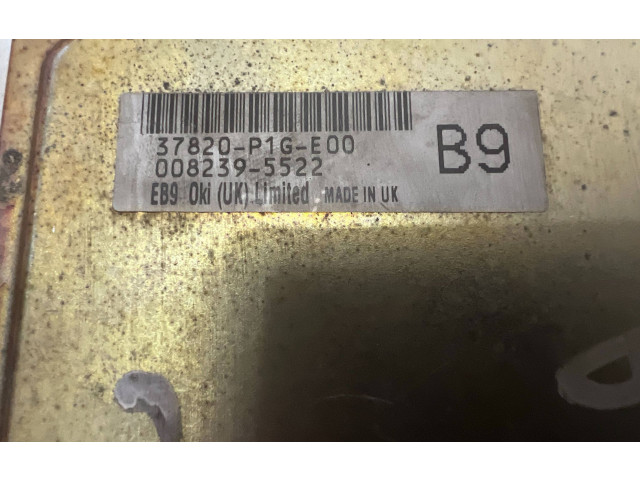 37820-P1G-E00
008239-5522
EB9 Oki (UK) Limited MADE IN UK
B9